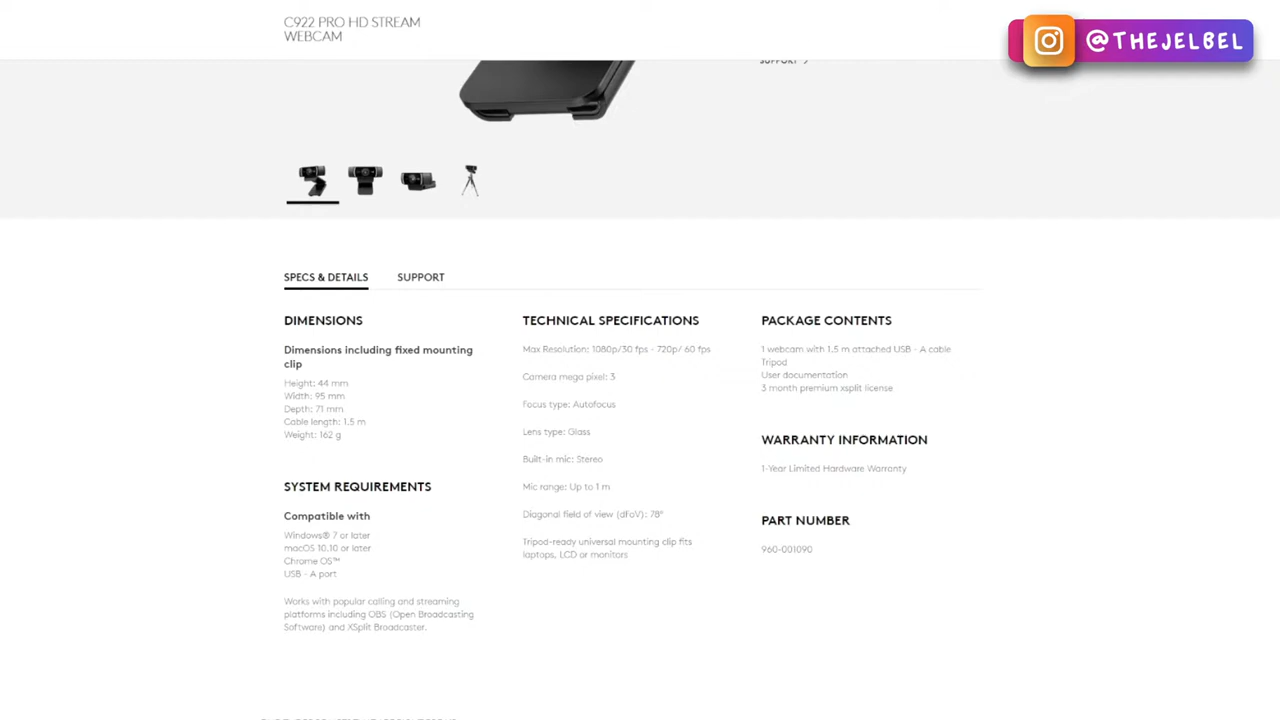 C922 PRO HD STREAM
WEBCAM
@THEJELBEL
SUPPORT
SPECS & DETAILS
SUPPORT
DIMENSIONS
Dimensions including fixed mounting
clip
Height: 44 mm
Width: 95 mm
Depth: 71 mm
Cable length: 1.5 m
Weight: 162 g
SYSTEM REQUIREMENTS
Compatible with
Windows® 7 or later
macOS 10.10 or later
Chrome OS™
USB - A port
Works with popular calling and streaming
platforms including OBS (Open Broadcasting
Software) and XSplit Broadcaster.
TECHNICAL SPECIFICATIONS
Max Resolution: 1080p/30 fps - 720p/ 60 fps
Camera mega pixel: 3
Focus type: Autofocus
Lens type: Glass
Built-in mic: Stereo
Mic range: Up to 1 m
Diagonal field of view (dFoV): 78°
Tripod-ready universal mounting clip fits
laptops, LCD or monitors
PACKAGE CONTENTS
1 webcam with 1.5 m attached USB - A cable
Tripod
User documentation
3 month premium xsplit license
WARRANTY INFORMATION
1-Year Limited Hardware Warranty
PART NUMBER
960-001090